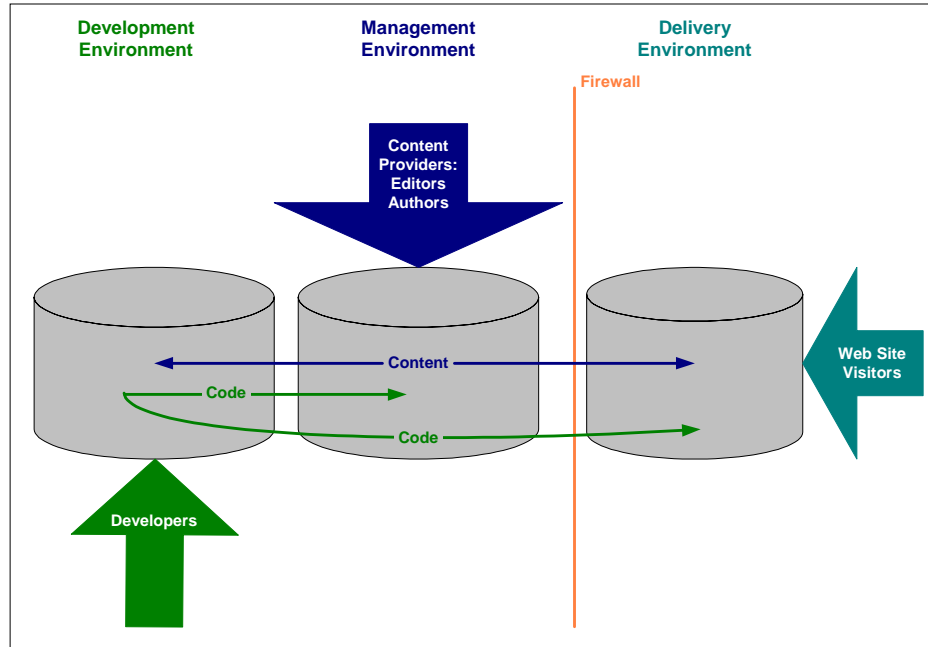 Development
Environment
Management
Environment
Delivery
Environment
Firewall
Content
Providers:
Editors
Authors
Content
Code
Code
Web Site
Visitors
Developers